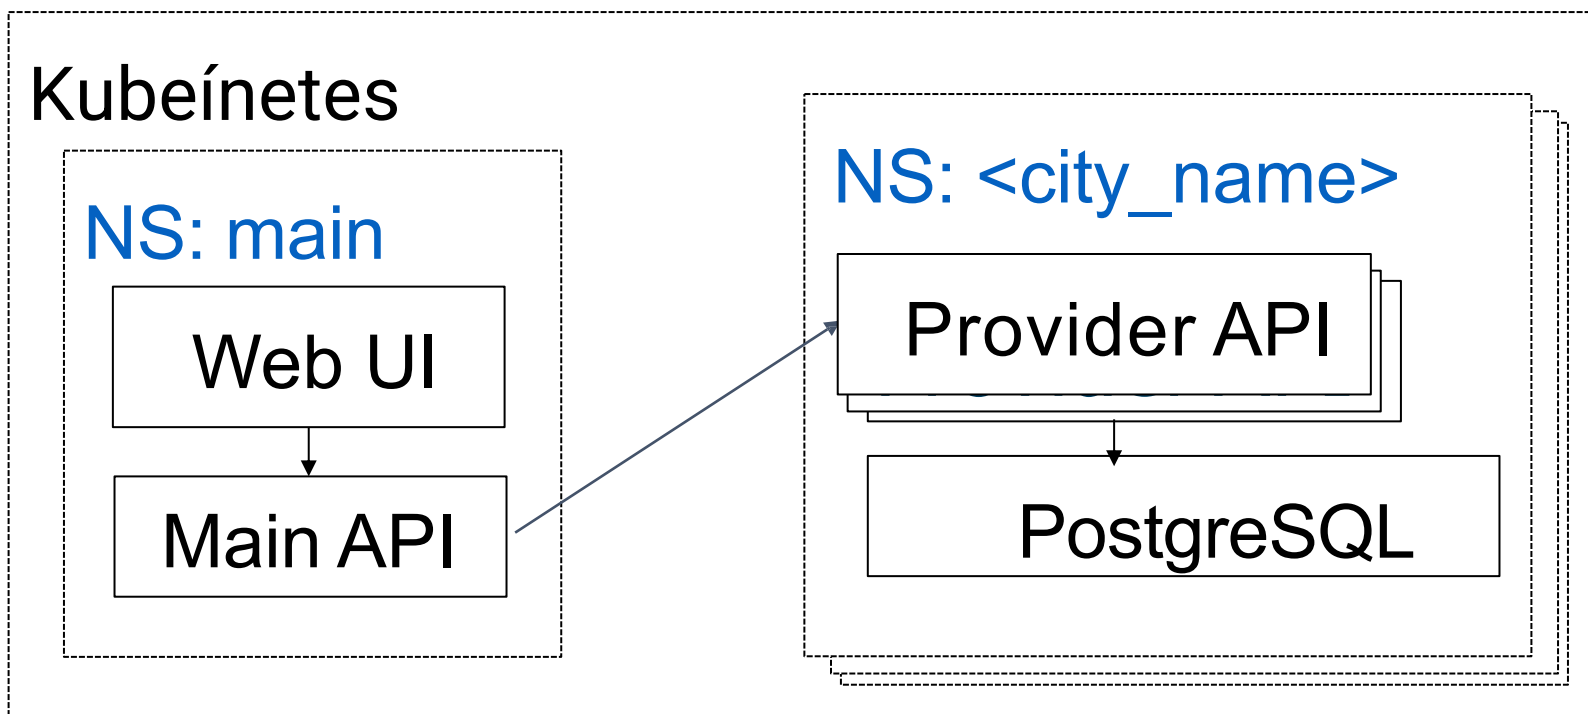 Kubeínetes
NS: main
Web UI
Main API
NS: <city_name>
Provider API
PostgreSQL